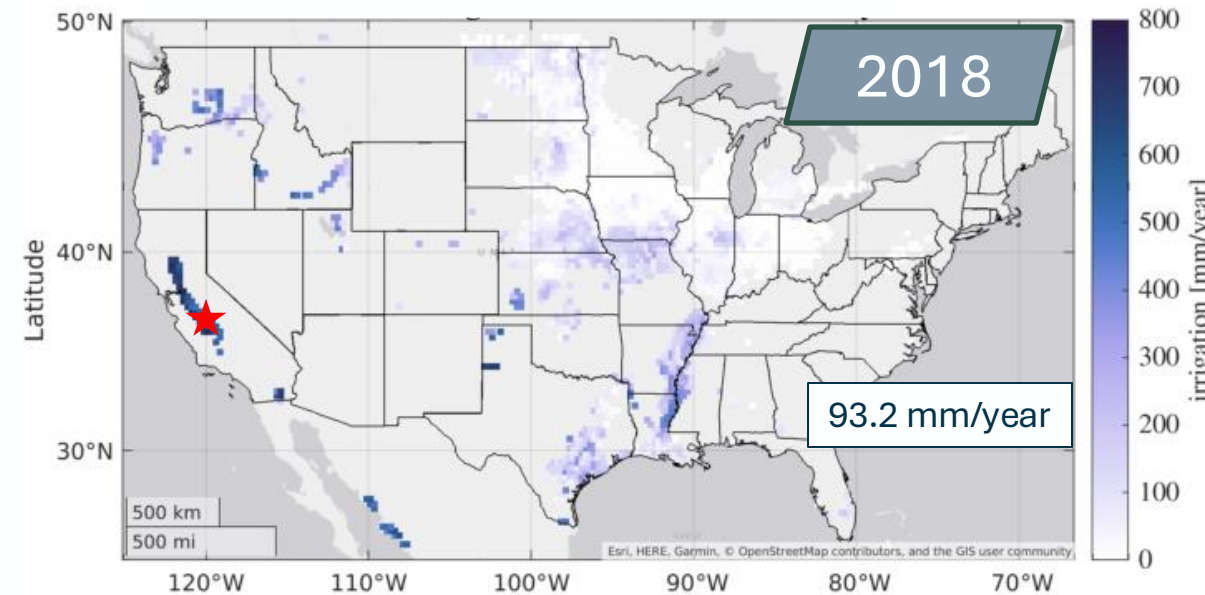 50°N
40°N
30°N
Latitude
2018
93.2 mm/year
500 km
500 mi
Esri, HERE, Garmin, © OpenStreetMap contributors, and the GIS user community
120°W
110°W
100°W
90°W
80°W
70°W
800
700
600
500
400
300
200
100
0
irrigation [mm/year]